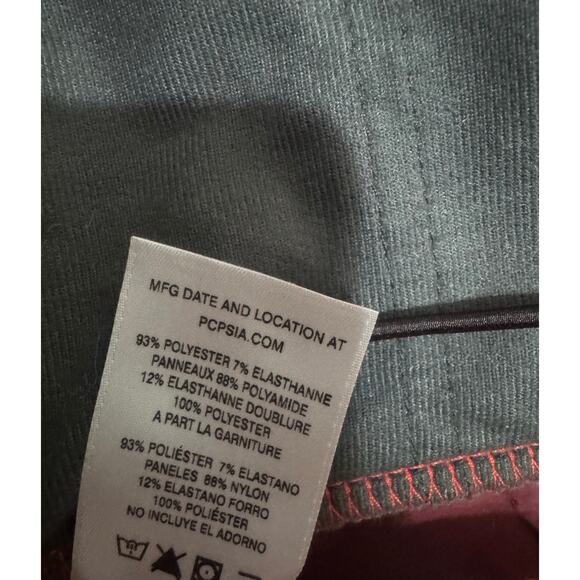 MFG DATE AND LOCATION AT
PCPSIA.COM
93% POLYESTER 7% ELASTHANNE
PANNEAUX 88% POLYAMIDE
12% ELASTHANNE DOUBLURE
100% POLYESTER
A PART LA GARNITURE
93% POLIÉSTER 7% ELASTANO
PANELES 88% NYLON
12% ELASTANO FORRO
100% POLIÉSTER
NO INCLUYE EL ADORNO